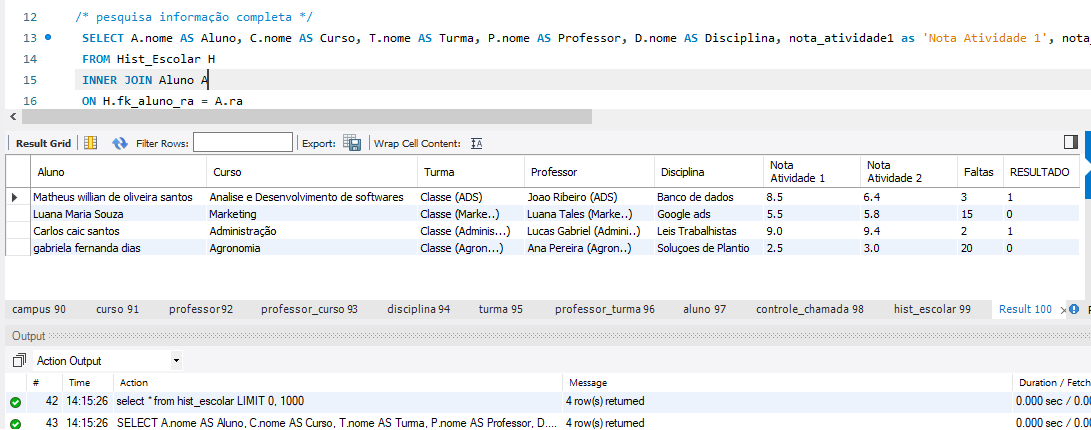 12 /* pesquisa informação completa */
13 SELECT A.nome AS Aluno, C.nome AS Curso, T.nome AS Turma, P.nome AS Professor, D.nome AS Disciplina, nota_atividade1 as 'Nota Atividade 1', nota_
14 FROM Hist_Escolar H
15 INNER JOIN Aluno A
16 ON H.fk_aluno_ra = A.ra
Result Grid Filter Rows: Export: Wrap Cell Content: IA
Aluno Curso Turma Professor Disciplina Nota Atividade 1 Nota Atividade 2 Faltas RESULTADO
Matheus willian de oliveira santos Analise e Desenvolvimento de softwares Classe (ADS) Joao Ribeiro (ADS) Banco de dados 8.5 6.4 3 1
Luana Maria Souza Marketing Classe (Marke..) Luana Tales (Marke..) Google ads 5.5 5.8 15 0
Carlos caic santos Administração Classe (Adminis...) Lucas Gabriel (Admini..) Leis Trabalhistas 9.0 9.4 2 1
gabriela fernanda dias Agronomia Classe (Agron...) Ana Pereira (Agron..) Soluçoes de Plantio 2.5 3.0 20 0
campus 90 curso 91 professor92 professor_curso 93 disciplina 94 turma 95 professor_turma 96 aluno 97 controle_chamada 98 hist_escolar 99 Result 100
Output
Action Output
# Time Action Message Duration / Fetch
42 14:15:26 select * from hist_escolar LIMIT 0, 1000 4 row(s) returned 0.000 sec / 0.00
43 14:15:26 SELECT A.nome AS Aluno, C.nome AS Curso, T.nome AS Turma, P.nome AS Professor, D.... 4 row(s) returned 0.000 sec / 0.00